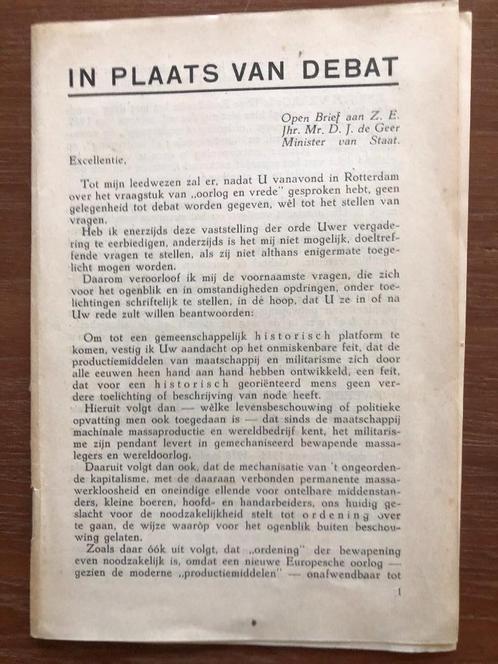 IN PLAATS VAN DEBAT
Open Brief aan Z. E.
Jhr. Mr. D. J. de Geer
Minister van Staat.
Excellentie,
Tot mijn leedwezen zal er, nadat U vanavond in Rotterdam
over het vraagstuk van „oorlog en vrede" gesproken hebt, geen
gelegenheid tot debat worden gegeven, wèl tot het stellen van
vragen.
Heb ik enerzijds deze vaststelling der orde Uwer vergade-
ring te eerbiedigen, anderzijds is het mij niet mogelijk, doeltref-
fende vragen te stellen, als zij niet althans enigermate toege-
licht mogen worden.
Daarom veroorloof ik mij de voornaamste vragen, die zich
voor het ogenblik en in omstandigheden opdringen, onder toe-
lichtingen schriftelijk te stellen, in de hoop, dat U ze in of na
Uw rede zult willen beantwoorden:
Om tot een gemeenschappelijk historisch platform te
komen, vestig ik Uw aandacht op het onmiskenbare feit, dat de
productiemiddelen van maatschappij en militarisme zich door
alle eeuwen heen hand aan hand hebben ontwikkeld, een feit,
dat voor een historisch georiënteerd mens geen ver-
dere toelichting of beschrijving van node heeft.
Hieruit volgt dan — wèlke levensbeschouwing of politieke
opvatting men ook toegedaan is — dat sinds de maatschappij
machinale massaproductie en wereldbedrijf kent, het militaris-
me zijn pendant levert in gemechaniseerd bewapende massa-
legers en wereldoorlog.
Daaruit volgt dan ook, dat de mechanisatie van 't ongeorden-
de kapitalisme, met de daaraan verbonden permanente massa-
werkloosheid en oneindige ellende voor ontelbare middenstan-
ders, kleine boeren, hoofd- en handarbeiders, ons huidig ge-
slacht voor de noodzakelijkheid stelt tot ordening over
te gaan, de wijze waaròp voor het ogenblik buiten beschou-
wing gelaten.
Zoals daar óók uit volgt, dat „ordening" der bewapening
even noodzakelijk is, omdat een nieuwe Europesche oorlog —
gezien de moderne „productiemiddelen" — onafwendbaar tot
1